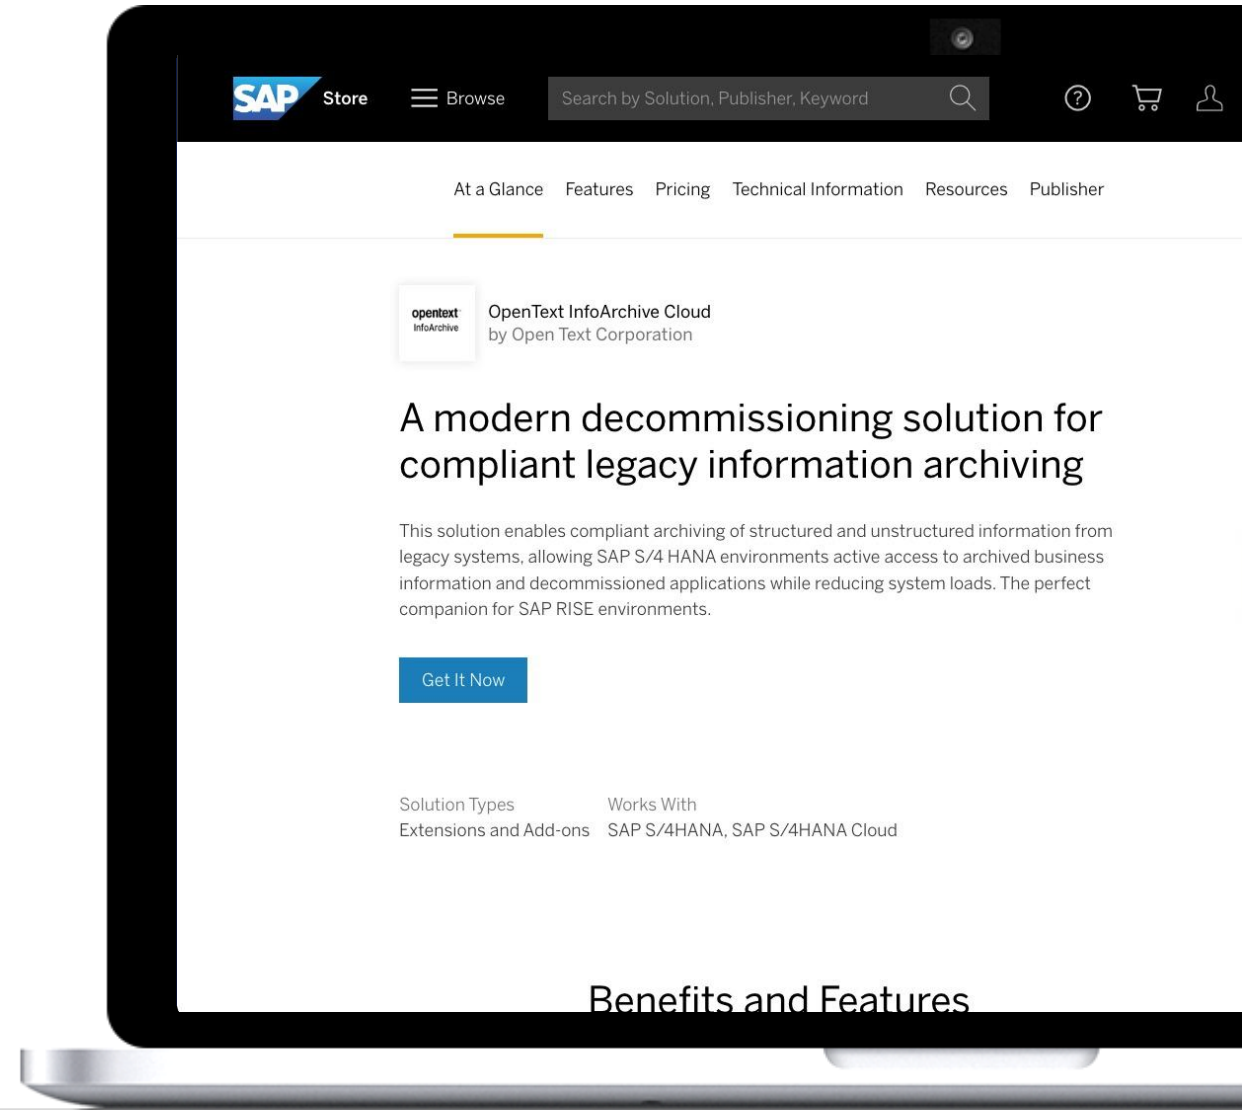 SAP Store Browse Search by Solution, Publisher, Keyword
At a Glance Features Pricing Technical Information Resources Publisher
opentext
InfoArchive
OpenText InfoArchive Cloud
by Open Text Corporation
A modern decommissioning solution for
compliant legacy information archiving
This solution enables compliant archiving of structured and unstructured information from
legacy systems, allowing SAP S/4 HANA environments active access to archived business
information and decommissioned applications while reducing system loads. The perfect
companion for SAP RISE environments.
Get It Now
Solution Types Works With
Extensions and Add-ons SAP S/4HANA, SAP S/4HANA Cloud
Benefits and Features